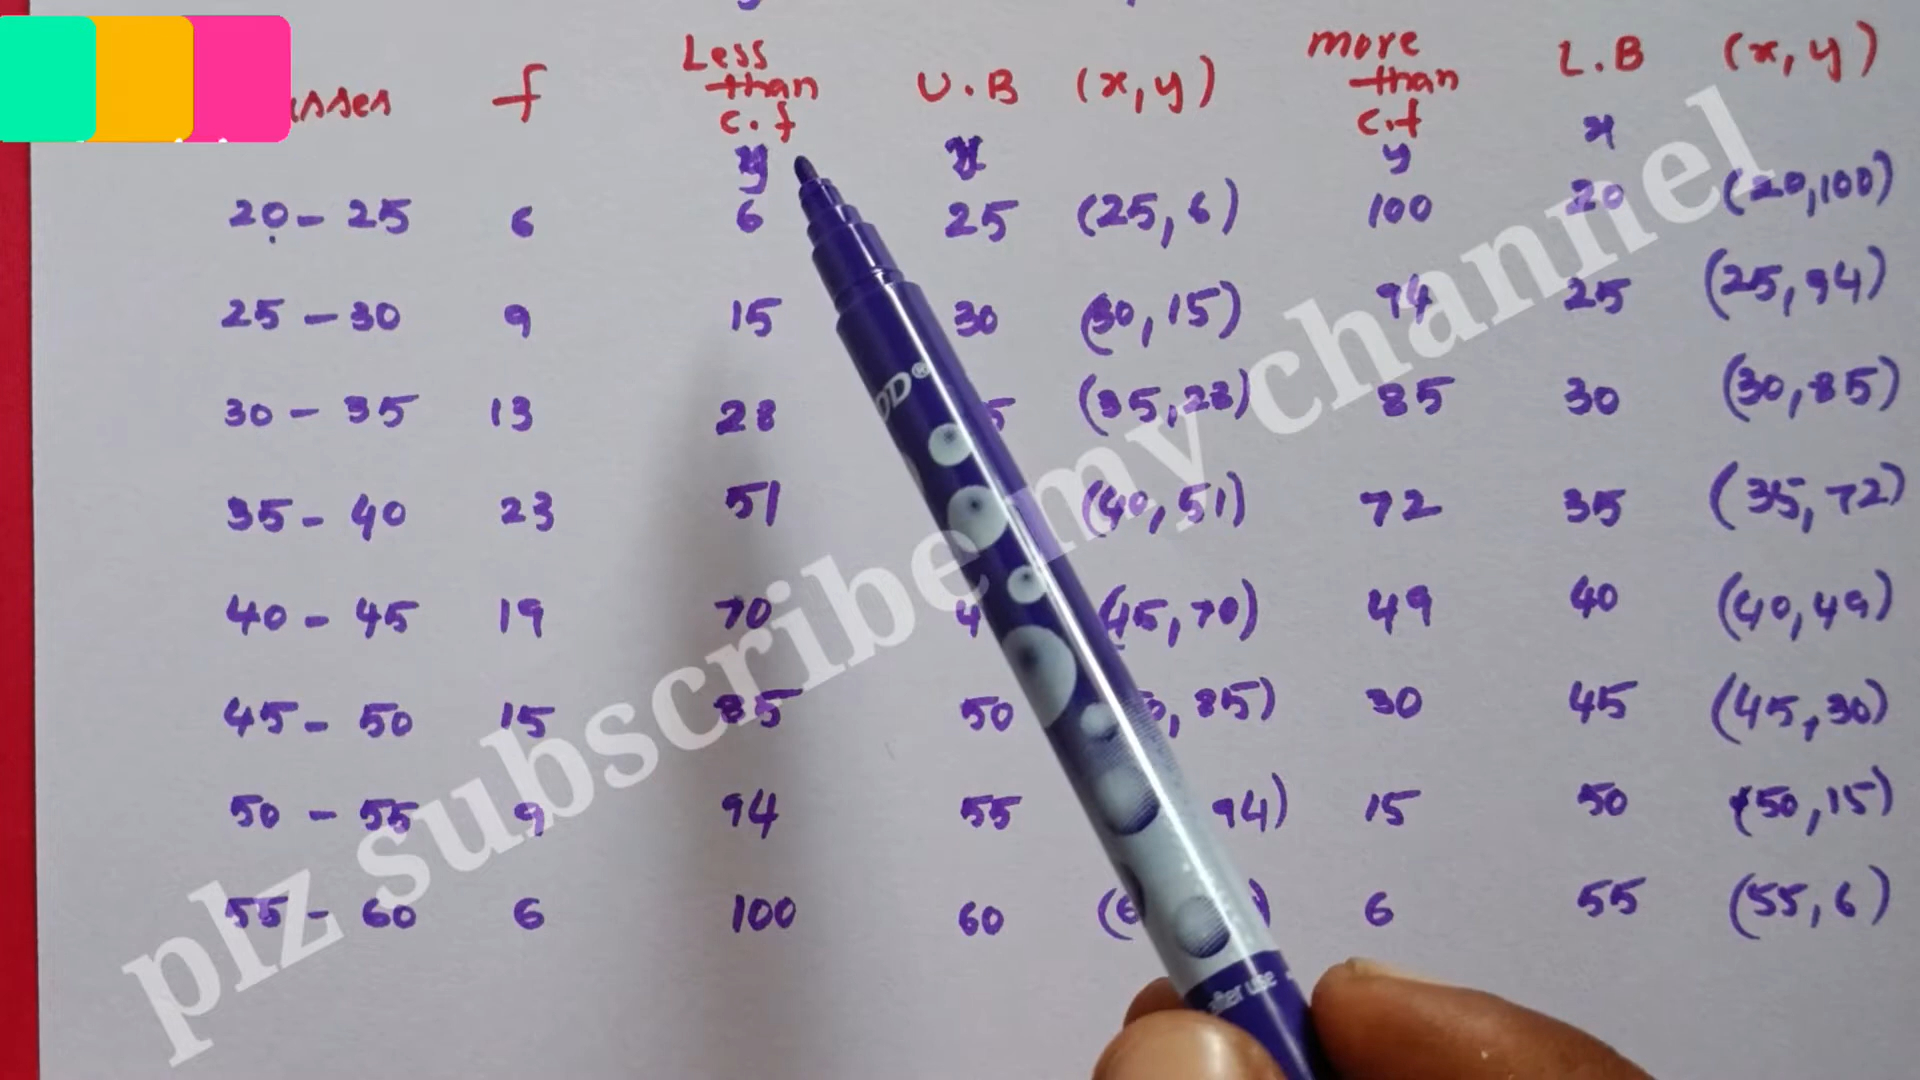 Less than c.f
more than c.f
f U.B (x,y) L.B (x,y)
y x y x
20 - 25 6 6 25 (25,6) 100 20 (20,100)
25 - 30 9 15 30 (30,15) 94 25 (25,94)
30 - 35 13 28 (35,28) 85 30 (30,85)
35 - 40 23 51 (40,51) 72 35 (35,72)
40 - 45 19 70 (45,70) 49 40 (40,49)
45 - 50 15 85 50 85) 30 45 (45,30)
50 - 55 9 94 55 94) 15 50 (50,15)
55 - 60 6 100 60 6 55 (55,6)
plz subscribe my channel
after use